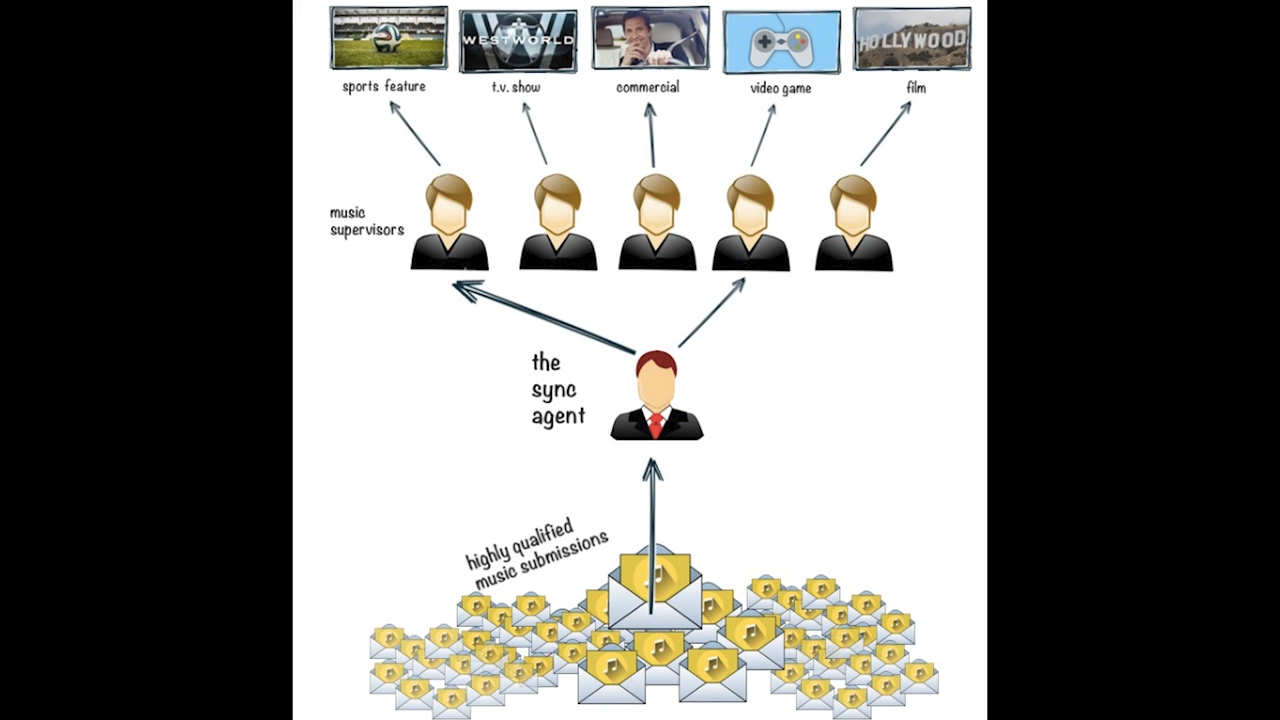 WESTWORLD
HOLLYWOOD
sports feature
t.v. show
commercial
video game
film
music
supervisors
the
sync
agent
highly qualified
music submissions